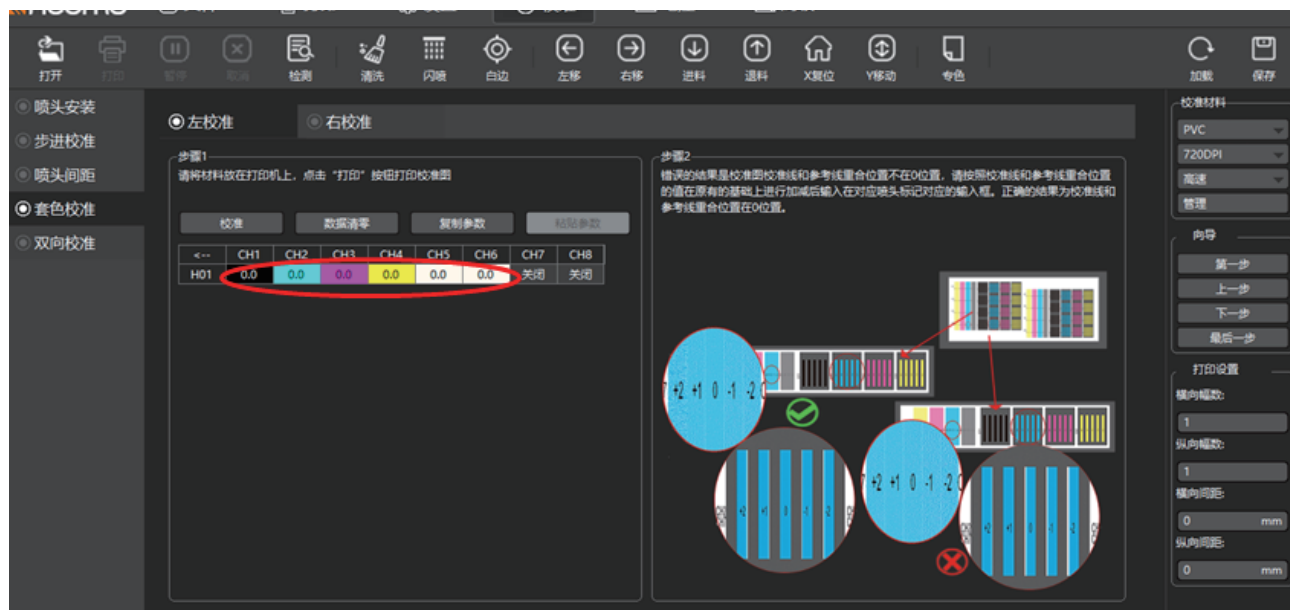 打开 打印 暂停 取消 检测 清洗 闪喷 白边 左移 右移 进料 退料 X复位 Y移动 专色 加载 保存
喷头安装
步进校准
喷头间距
套色校准
双向校准
左校准 右校准
步骤1
请将材料放在打印机上，点击“打印”按钮打印校准图
校准 数据清零 复制参数 粘贴参数
<-- CH1 CH2 CH3 CH4 CH5 CH6 CH7 CH8
H01 0.0 0.0 0.0 0.0 0.0 0.0 关闭 关闭
步骤2
错误的结果是校准图校准线和参考线重合位置不在0位置，请按照校准线和参考线重合位置
的值在原有的基础上进行加减后输入在对应喷头标记对应的输入框。正确的结果为校准线和
参考线重合位置在0位置。
+2 +1 0 -1 -2
+2 +1 0 -1 -2
+2 +1 0 -1 -2
+2 +1 0 -1 -2
校准材料
PVC
720DPI
高速
管理
向导
第一步
上一步
下一步
最后一步
打印设置
横向幅数:
1
纵向幅数:
1
横向间距:
0 mm
纵向间距:
0 mm